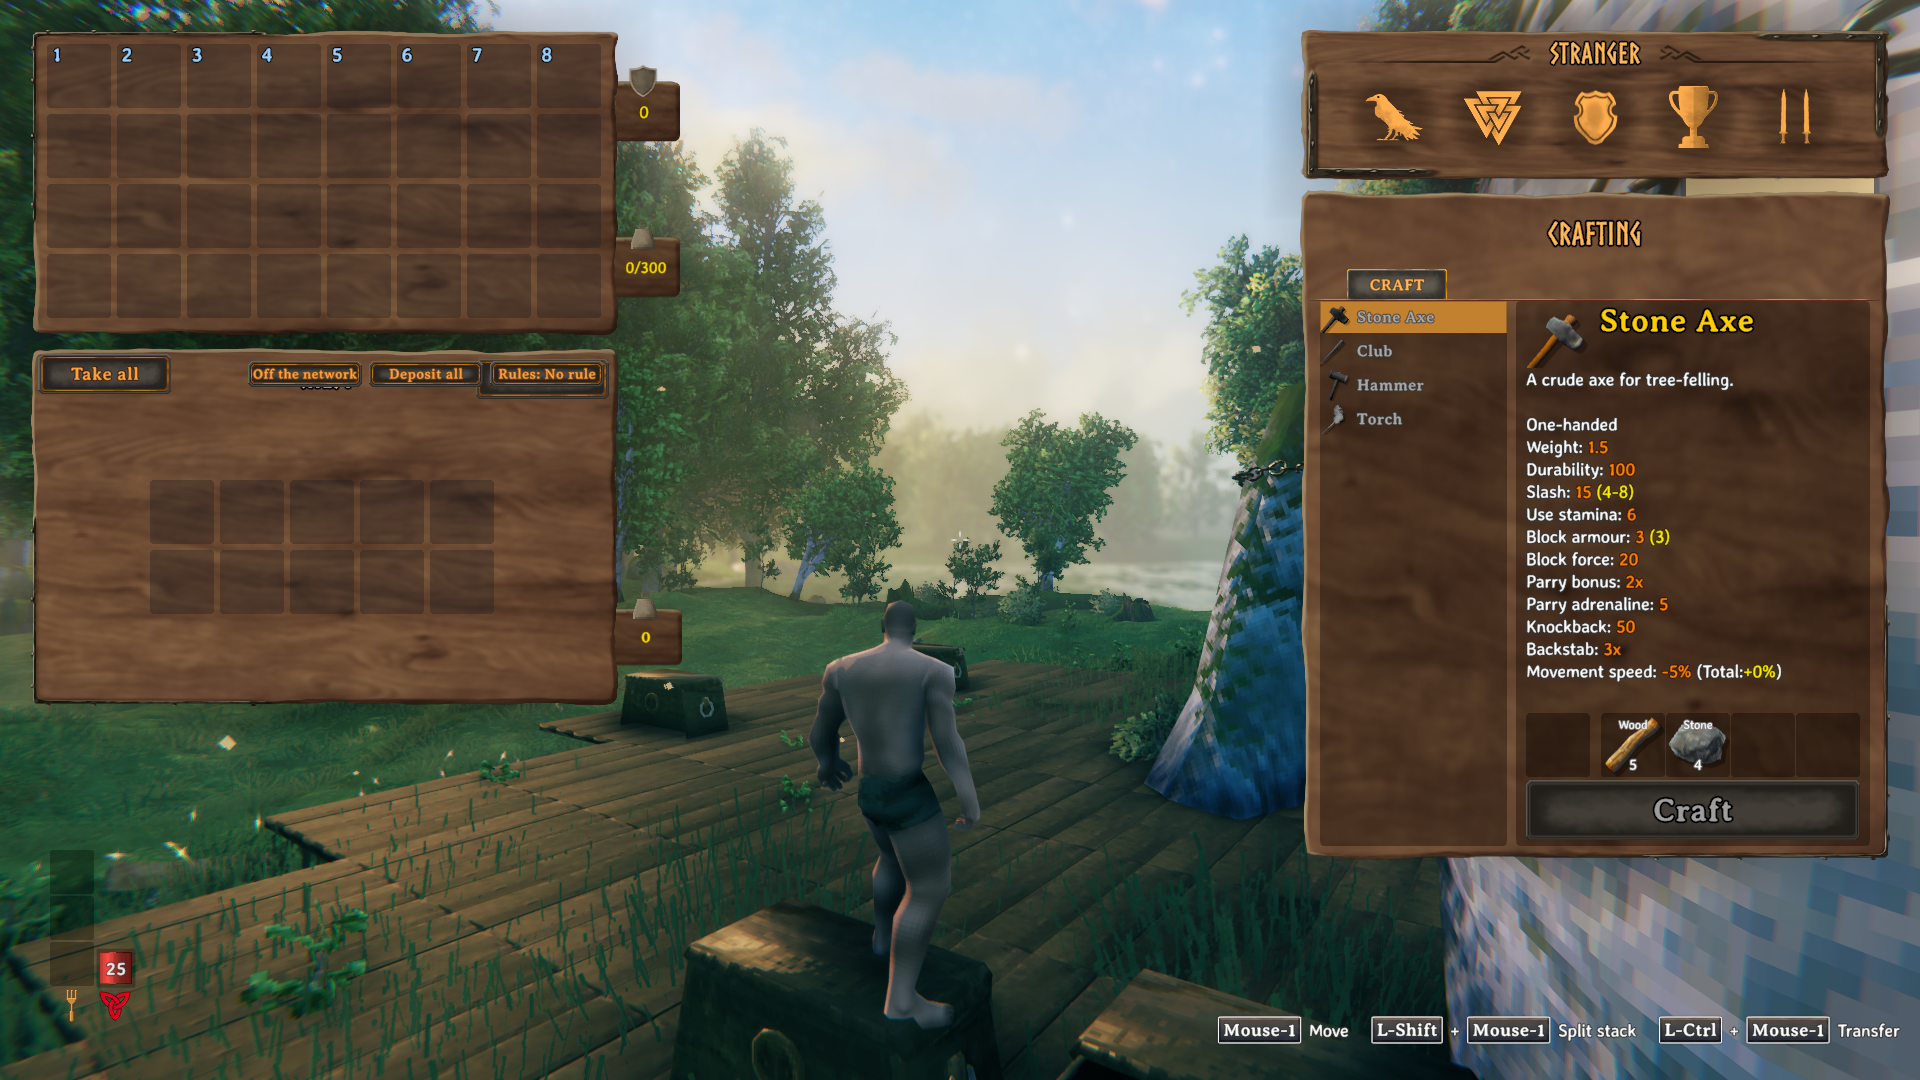 1 2 3 4 5 6 7 8
0
0/300
Take all
Off the network
Deposit all
Rules: No rule
0
25
STRANGER
CRAFTING
CRAFT
Stone Axe
Club
Hammer
Torch
Stone Axe
A crude axe for tree-felling.
One-handed
Weight: 1.5
Durability: 100
Slash: 15 (4-8)
Use stamina: 6
Block armour: 3 (3)
Block force: 20
Parry bonus: 2x
Parry adrenaline: 5
Knockback: 50
Backstab: 3x
Movement speed: -5% (Total:+0%)
Wood Stone
5 4
Craft
Mouse-1 Move L-Shift + Mouse-1 Split stack L-Ctrl + Mouse-1 Transfer